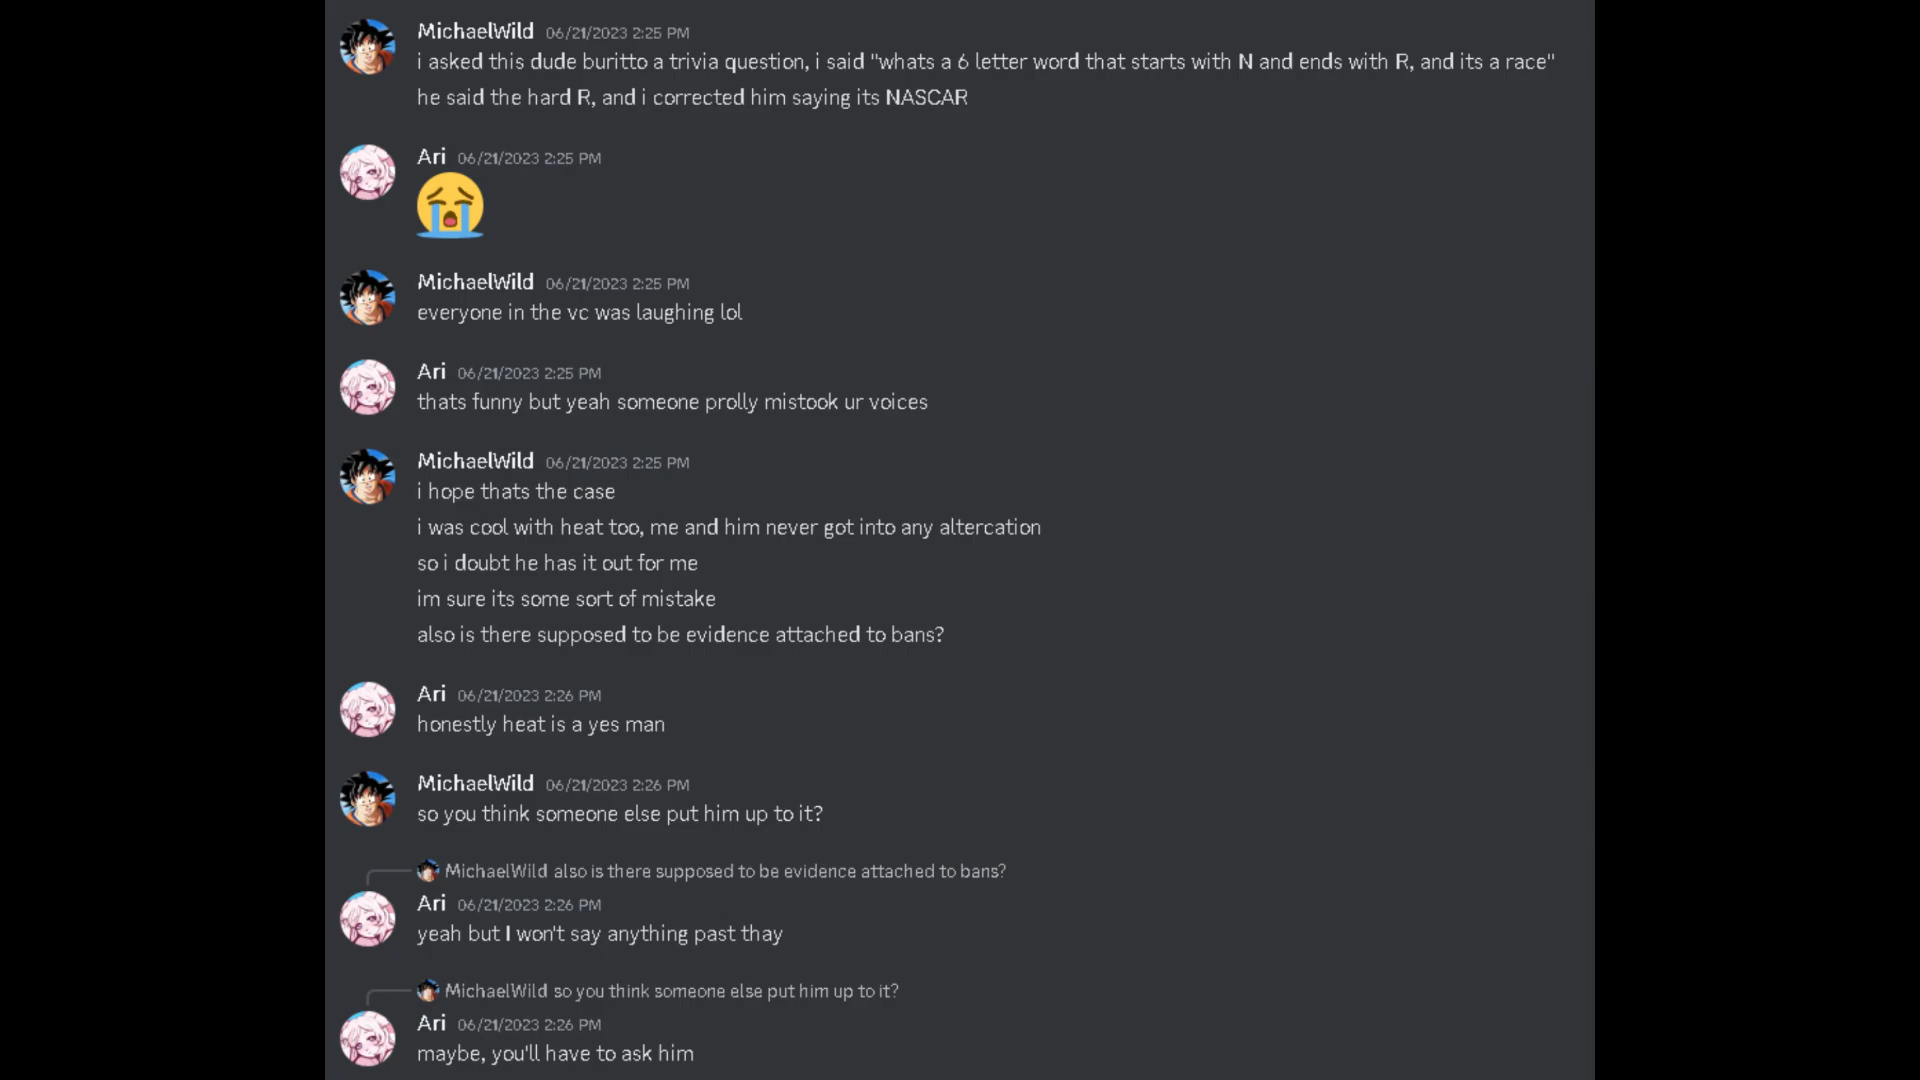 MichaelWild 06/21/2023 2:25 PM
i asked this dude buritto a trivia question, i said "whats a 6 letter word that starts with N and ends with R, and its a race"
he said the hard R, and i corrected him saying its NASCAR
Ari 06/21/2023 2:25 PM
MichaelWild 06/21/2023 2:25 PM
everyone in the vc was laughing lol
Ari 06/21/2023 2:25 PM
thats funny but yeah someone prolly mistook ur voices
MichaelWild 06/21/2023 2:25 PM
i hope thats the case
i was cool with heat too, me and him never got into any altercation
so i doubt he has it out for me
im sure its some sort of mistake
also is there supposed to be evidence attached to bans?
Ari 06/21/2023 2:26 PM
honestly heat is a yes man
MichaelWild 06/21/2023 2:26 PM
so you think someone else put him up to it?
MichaelWild also is there supposed to be evidence attached to bans?
Ari 06/21/2023 2:26 PM
yeah but I won't say anything past thay
MichaelWild so you think someone else put him up to it?
Ari 06/21/2023 2:26 PM
maybe, you'll have to ask him